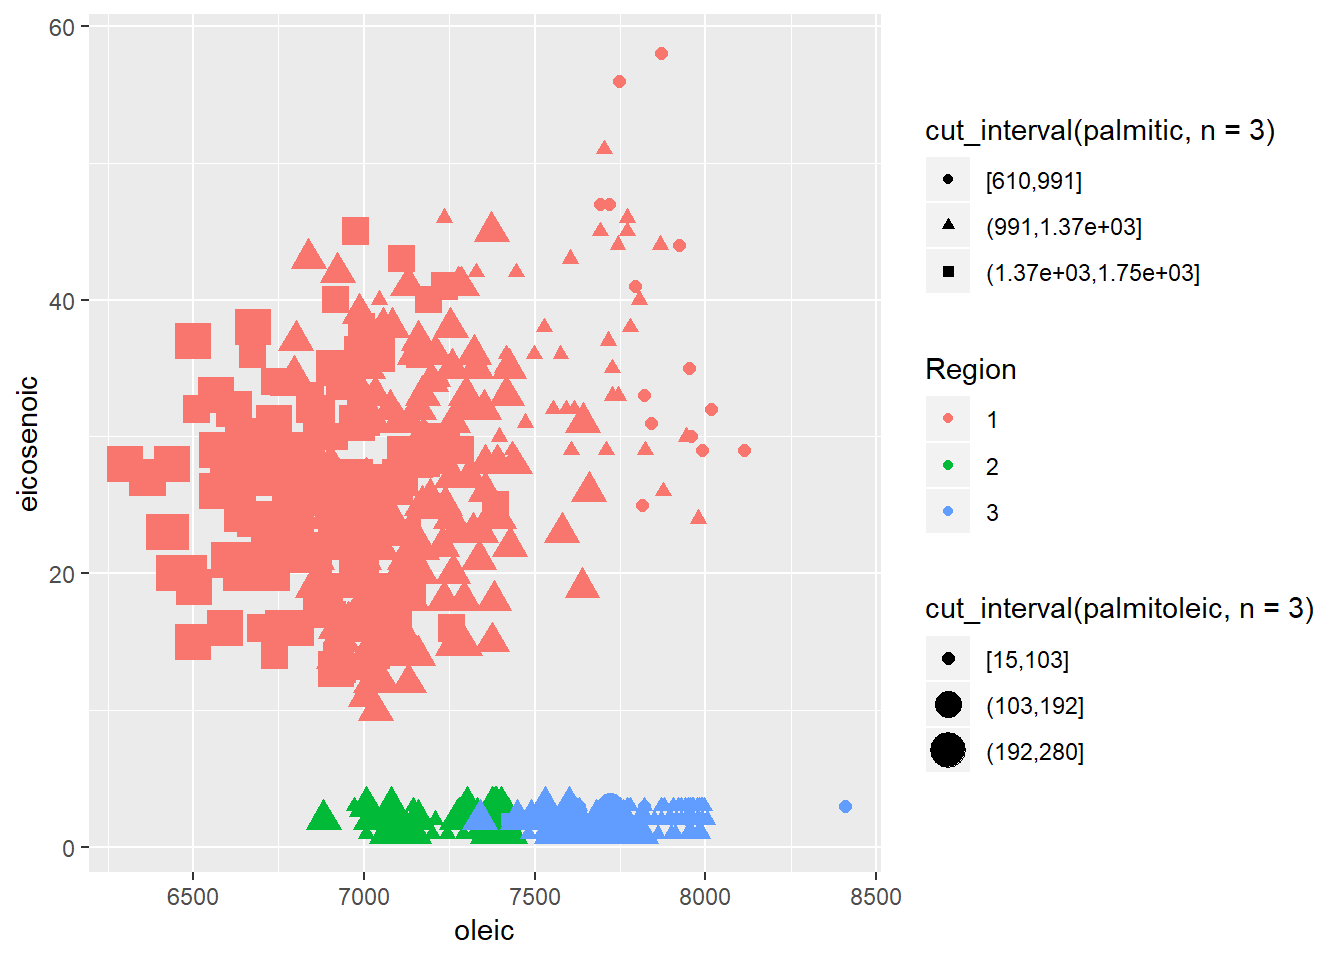 60
40
20
0
eicosenoic
6500 7000 7500 8000 8500
oleic
cut_interval(palmitic, n = 3)
[610,991]
(991,1.37e+03]
(1.37e+03,1.75e+03]
Region
1
2
3
cut_interval(palmitoleic, n = 3)
[15,103]
(103,192]
(192,280]